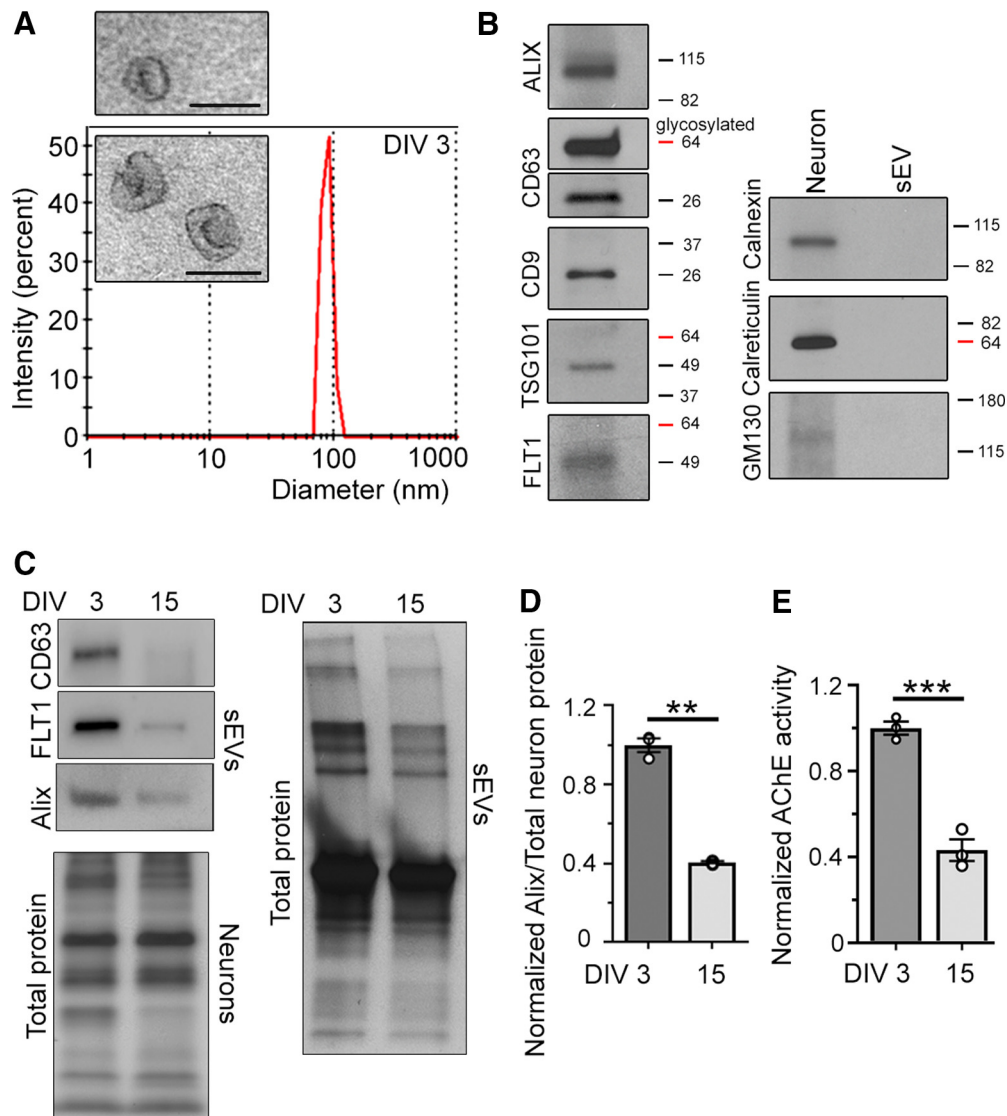 A
DIV 3
50
40
30
20
10
0
1
10
100
1000
Intensity (percent)
Diameter (nm)
B
ALIX
115
82
glycosylated
CD63
64
26
CD9
37
26
TSG101
64
49
37
FLT1
64
49
Neuron
sEV
Calnexin
115
82
Calreticulin
82
64
GM130
180
115
C
DIV 3 15
CD63
FLT1
Alix
sEVs
Total protein
Neurons
DIV 3 15
Total protein
sEVs
D
Normalized Alix/Total neuron protein
1.2
0.8
0.4
0
**
DIV 3 15
E
Normalized AChE activity
1.2
0.8
0.4
0
***
DIV 3 15